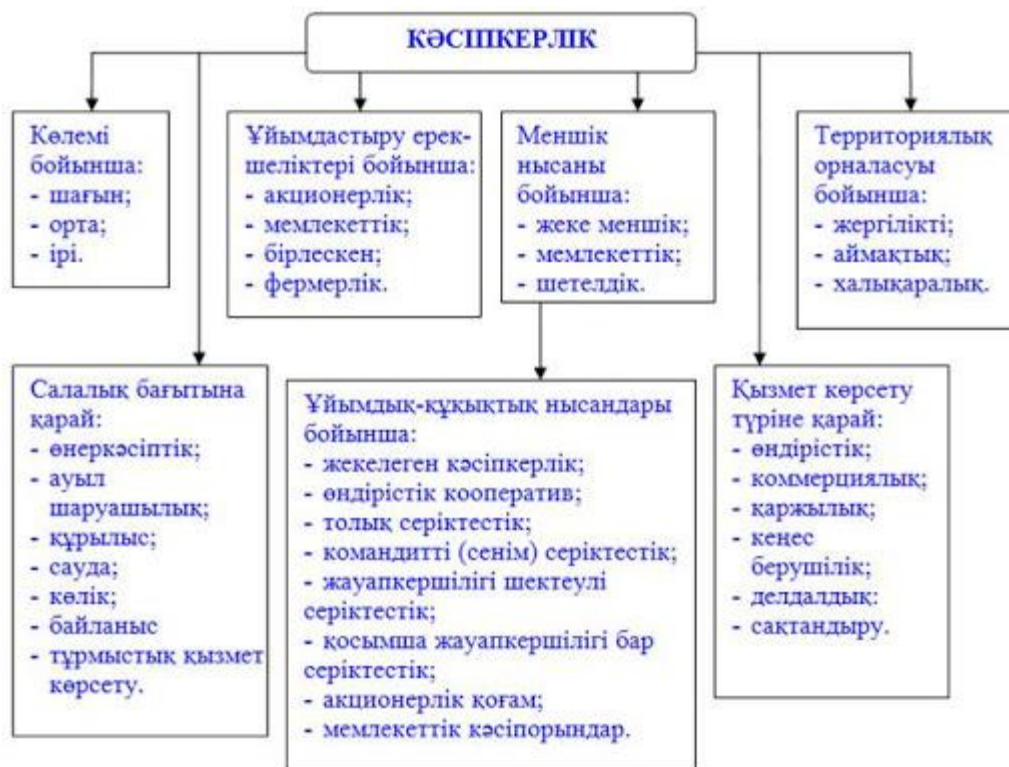 КӘСІПКЕРЛІК
Көлемі
бойынша:
- шағын;
- орта;
- ірі.
Ұйымдастыру ерек-
шеліктері бойынша:
- акционерлік;
- мемлекеттік;
- бірлескен;
- фермерлік.
Меншік
нысаны
бойынша:
- жеке меншік;
- мемлекеттік;
- шетелдік.
Территориялық
орналасуы
бойынша:
- жергілікті;
- аймақтық;
- халықаралық.
Салалық бағытына
қарай:
- өнеркәсіптік;
- ауыл
шаруашылық;
- құрылыс;
- сауда;
- көлік;
- байланыс
- тұрмыстық қызмет
көрсету.
Ұйымдық-құқықтық нысандары
бойынша:
- жекелеген кәсіпкерлік;
- өндірістік кооператив;
- толық серіктестік;
- командитті (сенім) серіктестік;
- жауапкершілігі шектеулі
серіктестік;
- қосымша жауапкершілігі бар
серіктестік;
- акционерлік қоғам;
- мемлекеттік кәсіпорындар.
Қызмет көрсету
түріне қарай:
- өндірістік;
- коммерциялық;
- қаржылық;
- кеңес
берушілік;
- делдалдық:
- сақтандыру.